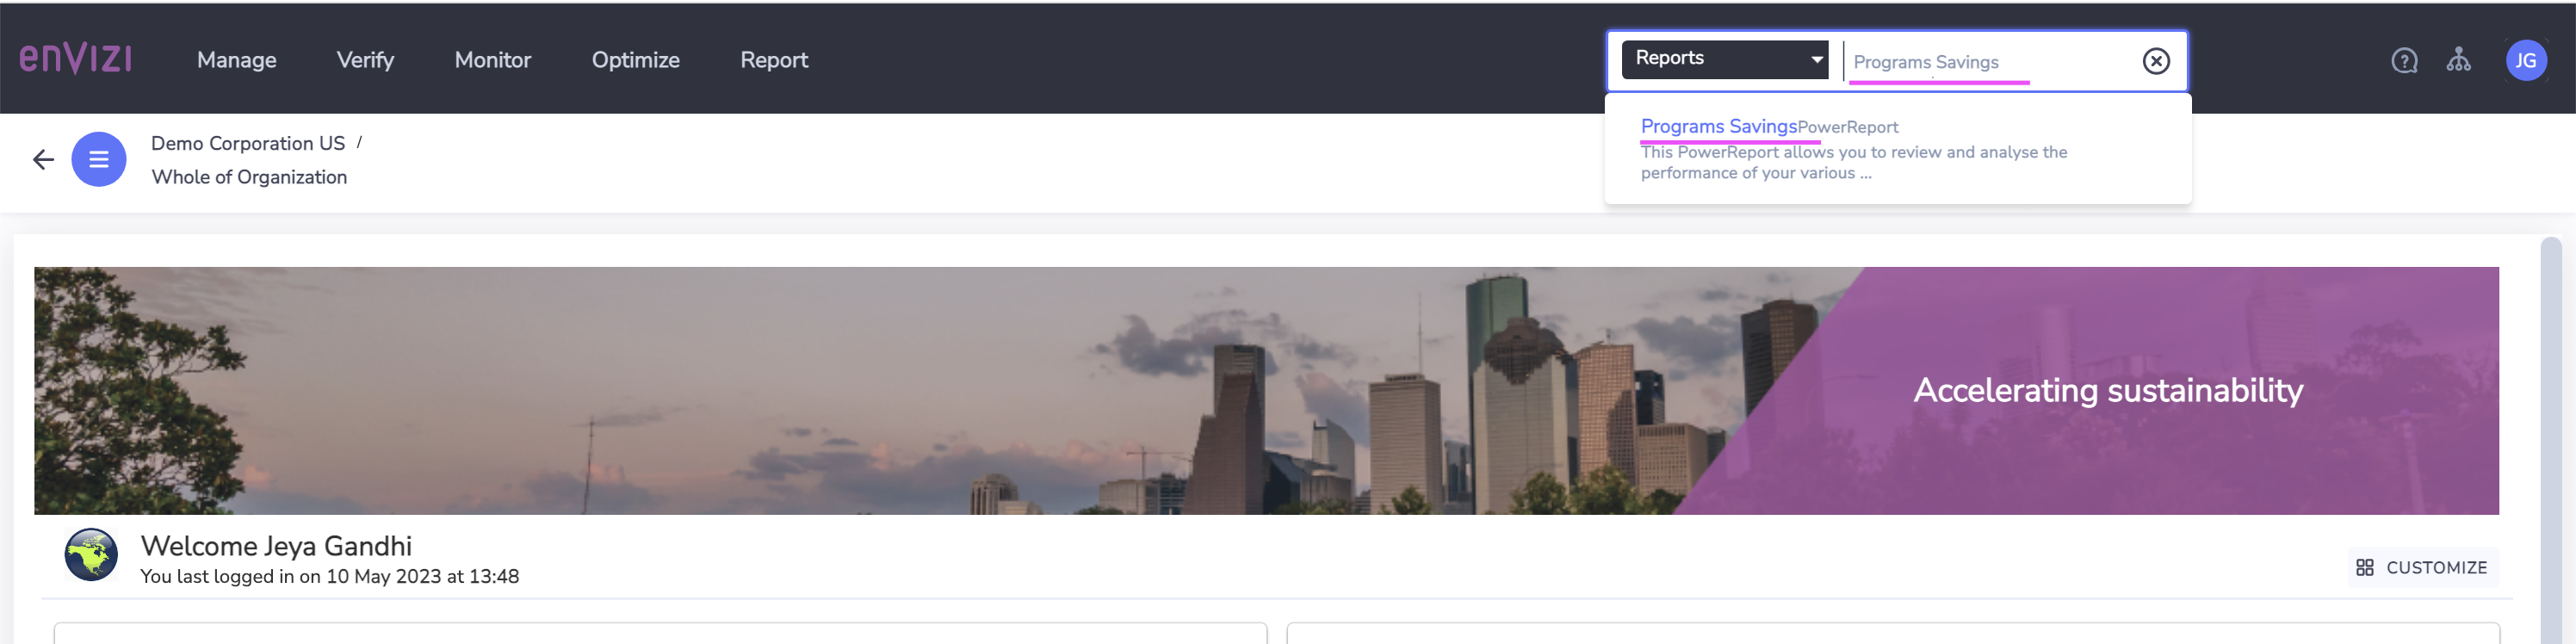 enVIZI
Manage Verify Monitor Optimize Report
Reports
Programs Savings
JG
Programs SavingsPowerReport
This PowerReport allows you to review and analyse the
performance of your various ...
Demo Corporation US /
Whole of Organization
Accelerating sustainability
Welcome Jeya Gandhi
You last logged in on 10 May 2023 at 13:48
CUSTOMIZE